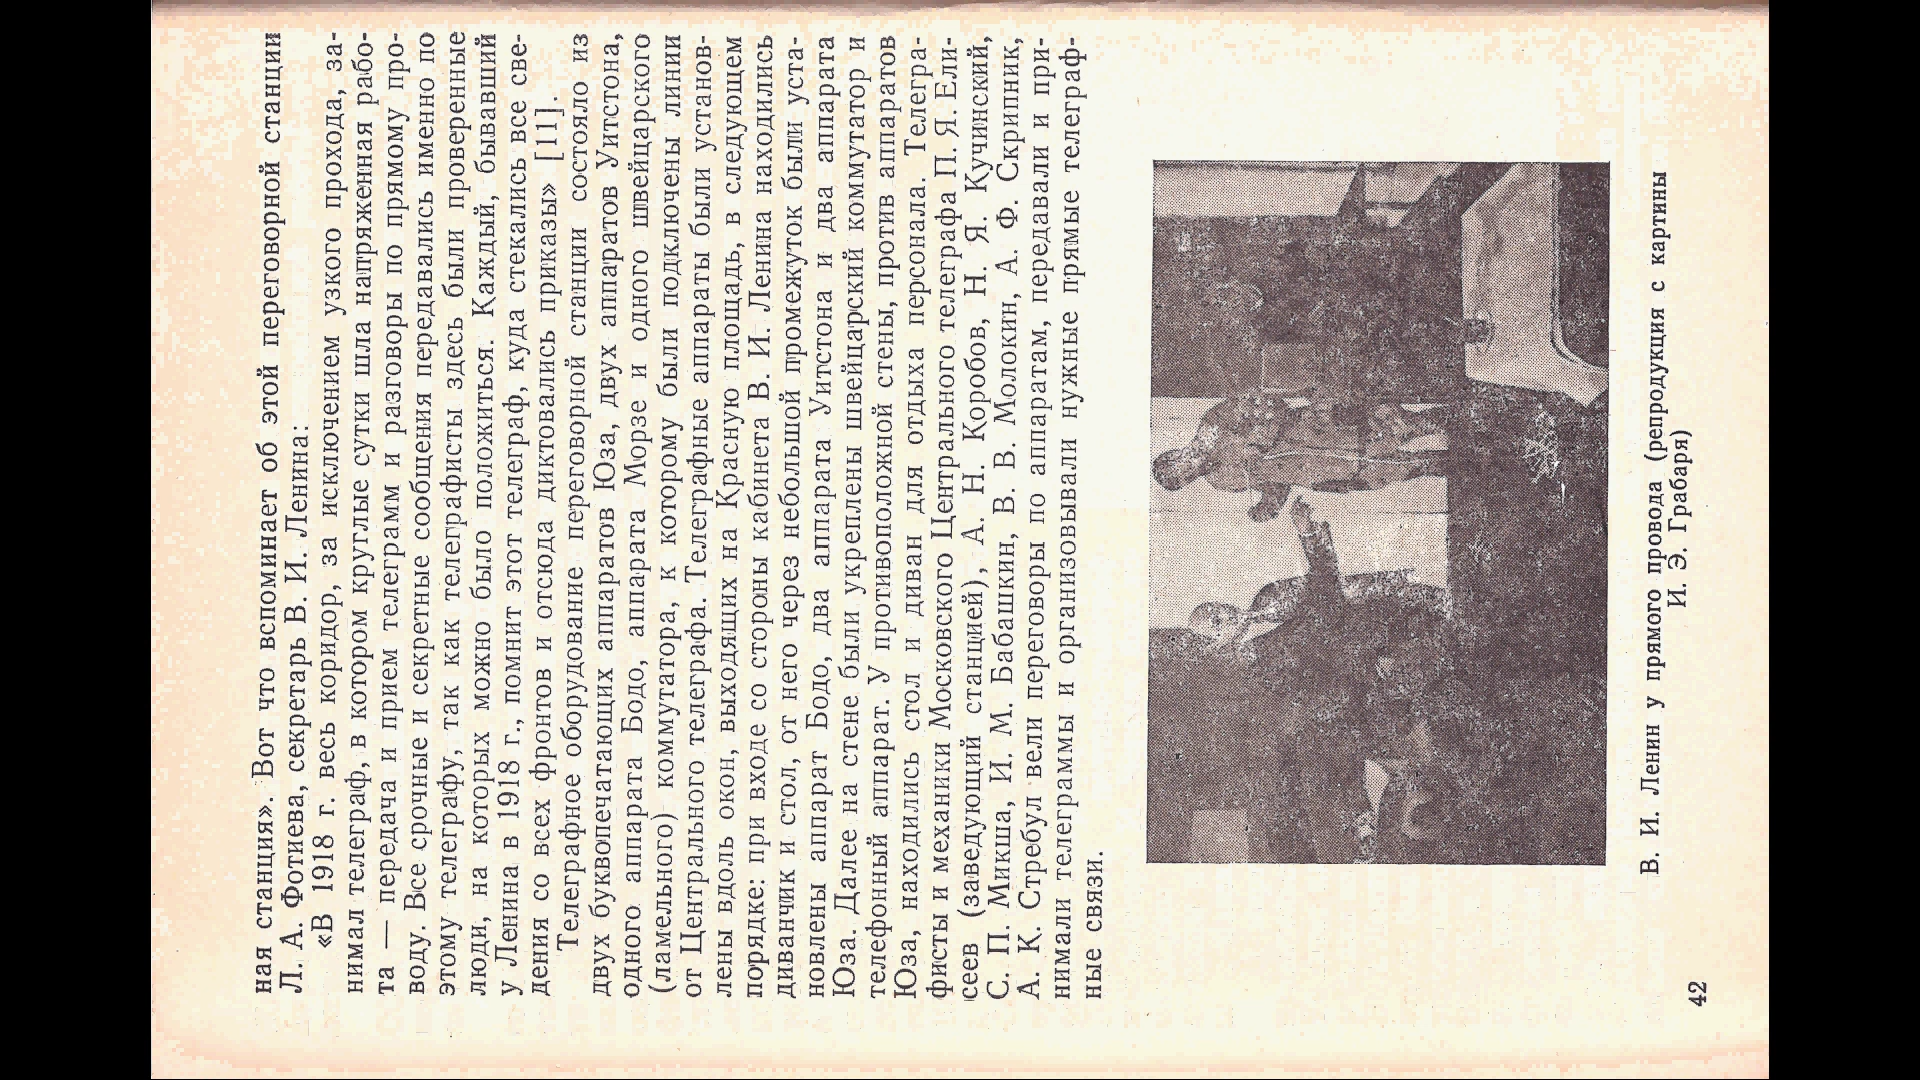 ная станция». Вот что вспоминает об этой переговорной станции
Л. А. Фотиева, секретарь В. И. Ленина:
«В 1918 г. весь коридор, за исключением узкого прохода, за-
нимал телеграф, в котором круглые сутки шла напряженная рабо-
та — передача и прием телеграмм и разговоры по прямому про-
воду. Все срочные и секретные сообщения передавались именно по
этому телеграфу, так как телеграфисты здесь были проверенные
люди, на которых можно было положиться. Каждый, бывавший
у Ленина в 1918 г., помнит этот телеграф, куда стекались все све-
дения со всех фронтов и отсюда диктовались приказы» [11].
Телеграфное оборудование переговорной станции состояло из
двух буквопечатающих аппаратов Юза, двух аппаратов Уитстона,
одного аппарата Бодо, аппарата Морзе и одного швейцарского
(ламельного) коммутатора, к которому были подключены линии
от Центрального телеграфа. Телеграфные аппараты были установ-
лены вдоль окон, выходящих на Красную площадь, в следующем
порядке: при входе со стороны кабинета В. И. Ленина находились
диванчик и стол, от него через небольшой промежуток были уста-
новлены аппарат Бодо, два аппарата Уитстона и два аппарата
Юза. Далее на стене были укреплены швейцарский коммутатор и
телефонный аппарат. У противоположной стены, против аппаратов
Юза, находились стол и диван для отдыха персонала. Телегра-
фисты и механики Московского Центрального телеграфа П. Я. Ели-
сеев (заведующий станцией), А. Н. Коробов, Н. Я. Кучинский,
С. П. Микша, И. М. Бабашкин, В. В. Молокин, А. Ф. Скрипник,
А. К. Стребул вели переговоры по аппаратам, передавали и при-
нимали телеграммы и организовывали нужные прямые телеграф-
ные связи.
В. И. Ленин у прямого провода (репродукция с картины
И. Э. Грабаря)
42